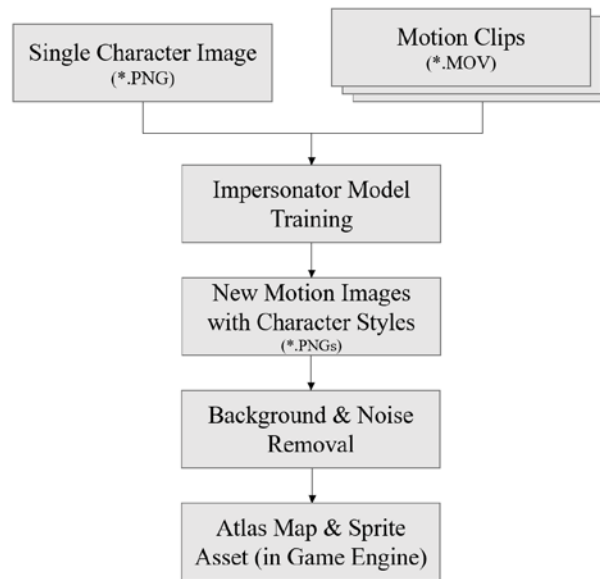 Single Character Image
(*.PNG)
Motion Clips
(*.MOV)
Impersonator Model
Training
New Motion Images
with Character Styles
(*.PNGs)
Background & Noise
Removal
Atlas Map & Sprite
Asset (in Game Engine)